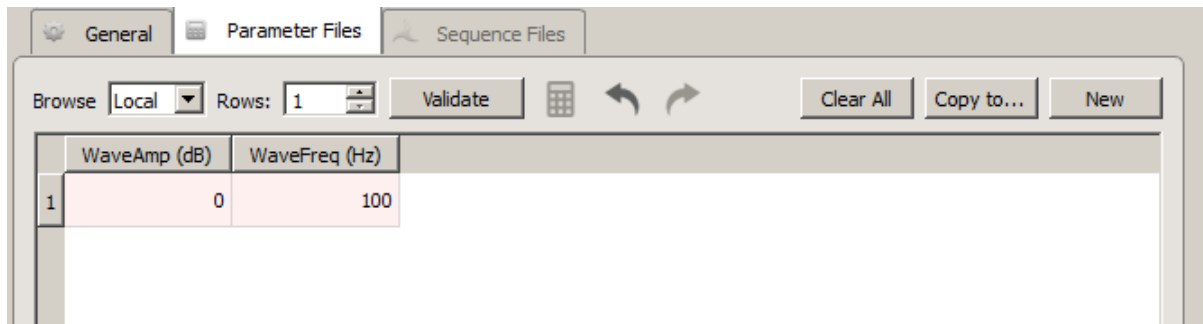 General Parameter Files Sequence Files
Browse Local Rows: 1 Validate Clear All Copy to... New
WaveAmp (dB) WaveFreq (Hz)
1 0 100